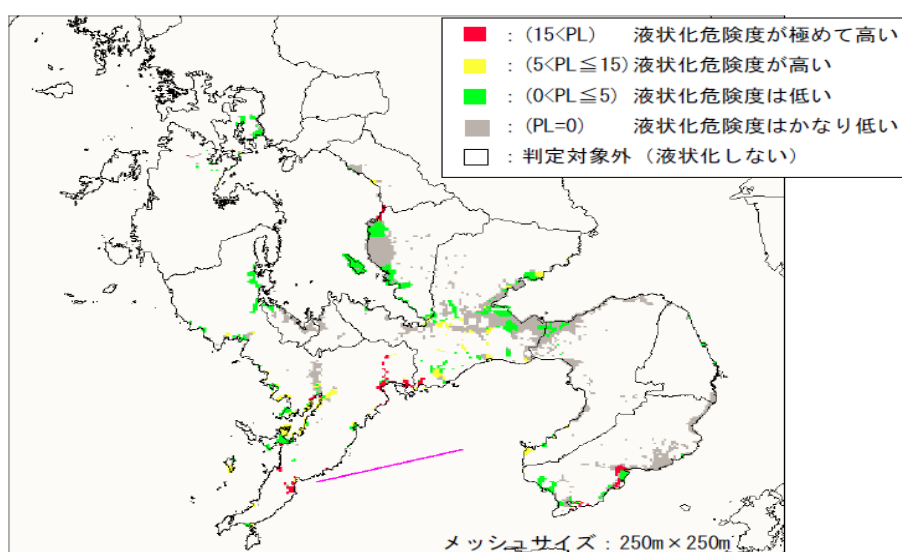 : (15<PL) 液状化危険度が極めて高い
: (5<PL≦15) 液状化危険度が高い
: (0<PL≦5) 液状化危険度は低い
: (PL=0) 液状化危険度はかなり低い
: 判定対象外 (液状化しない)
メッシュサイズ : 250m×250m